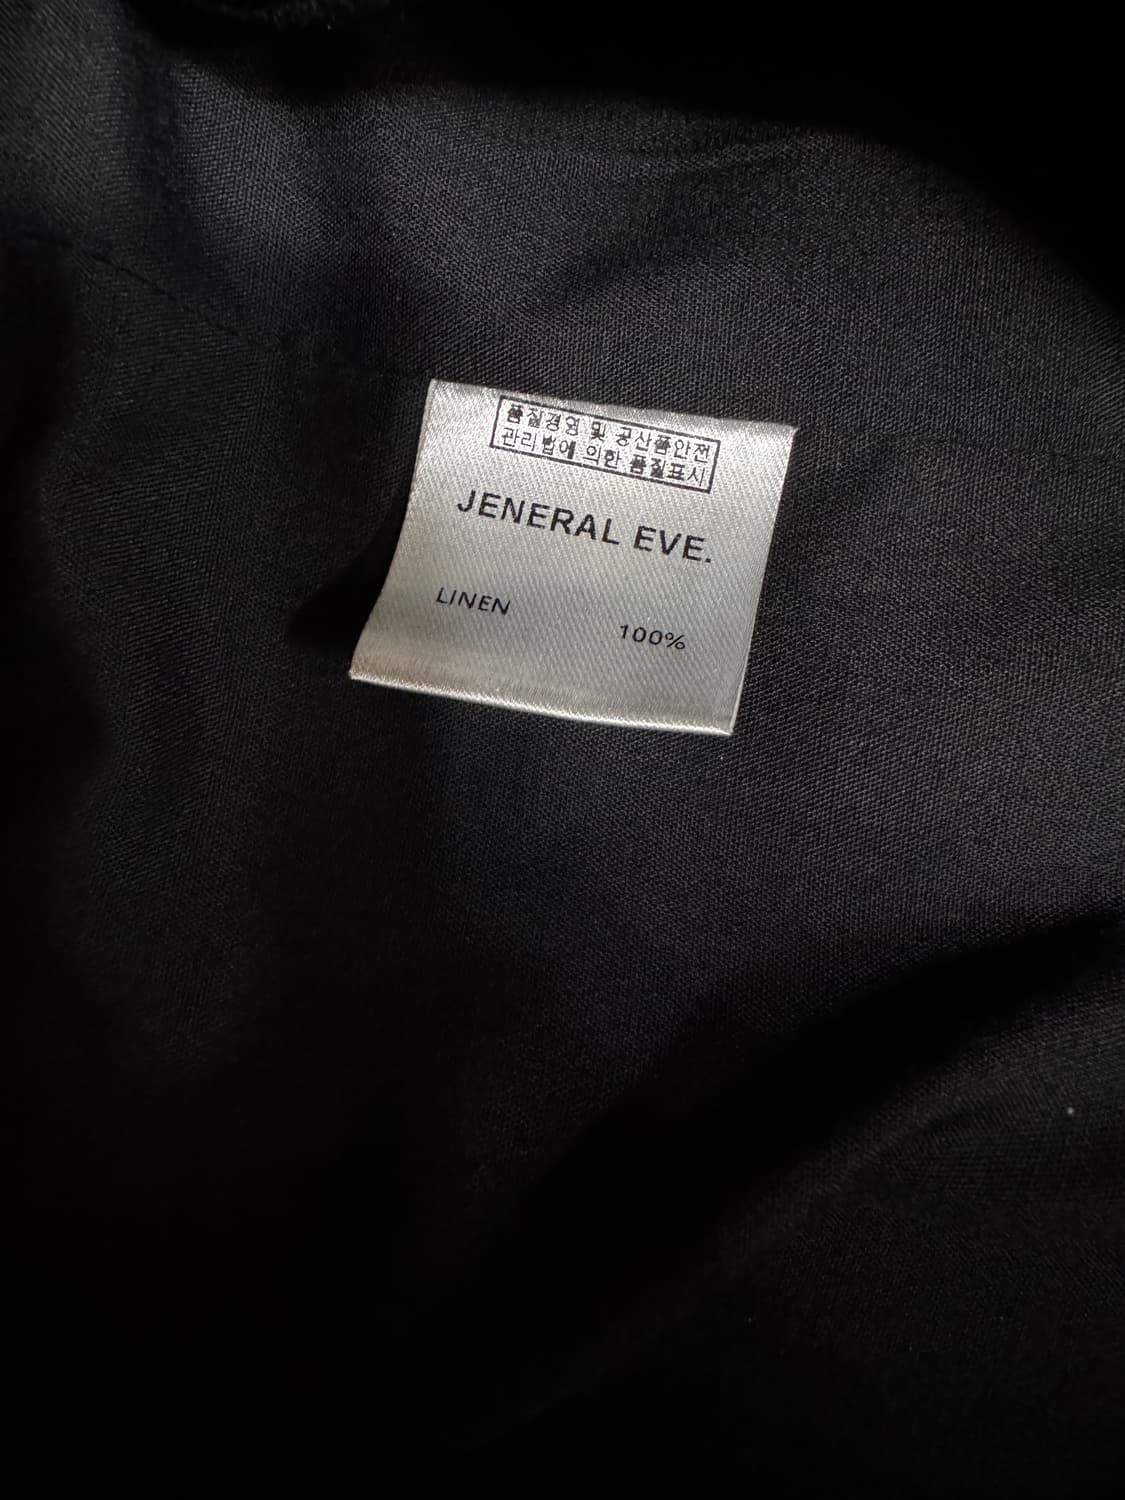 품질경영 및 공산품안전
관리법에 의한 품질표시
JENERAL EVE.
LINEN
100%